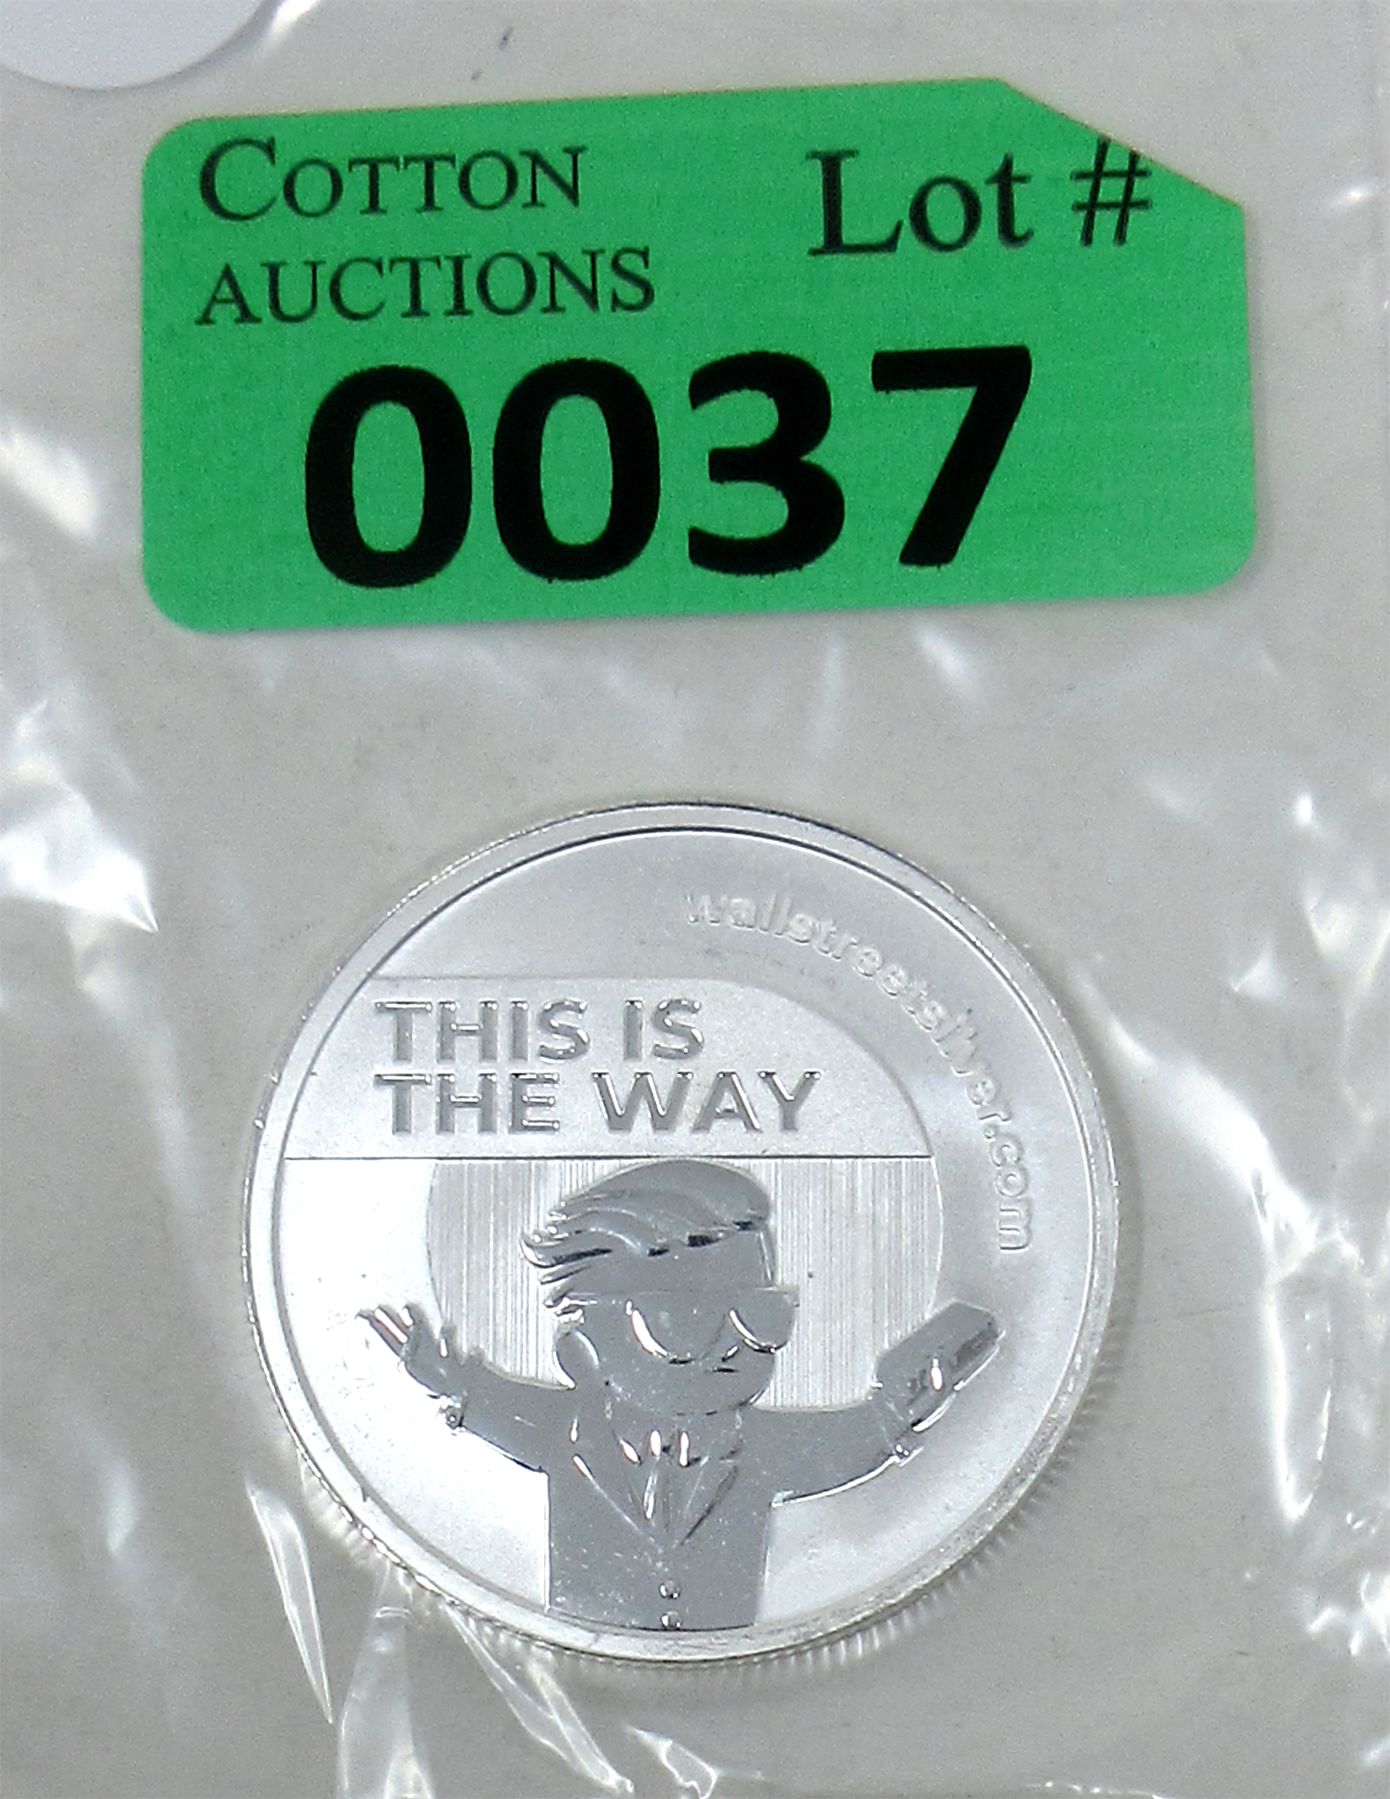 COTTON
AUCTIONS
Lot #
0037
wallstreetsilver.com
THIS IS
THE WAY